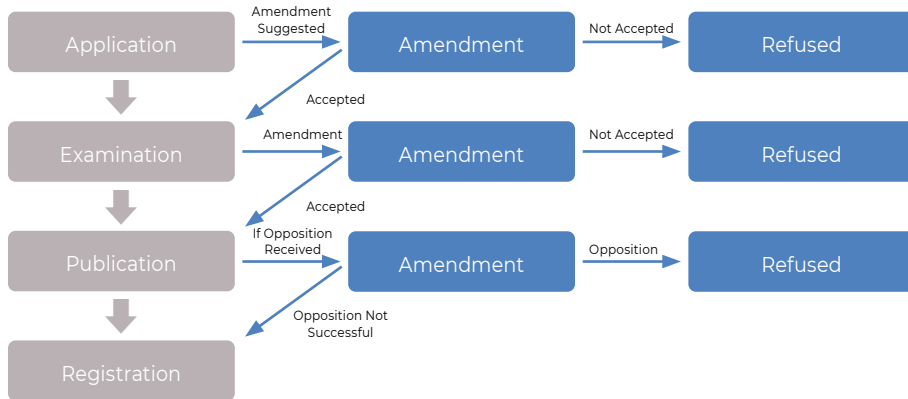 Application
Amendment
Suggested
Amendment
Not Accepted
Refused
Accepted
Examination
Amendment
Amendment
Not Accepted
Refused
Accepted
Publication
If Opposition
Received
Amendment
Opposition
Refused
Opposition Not
Successful
Registration